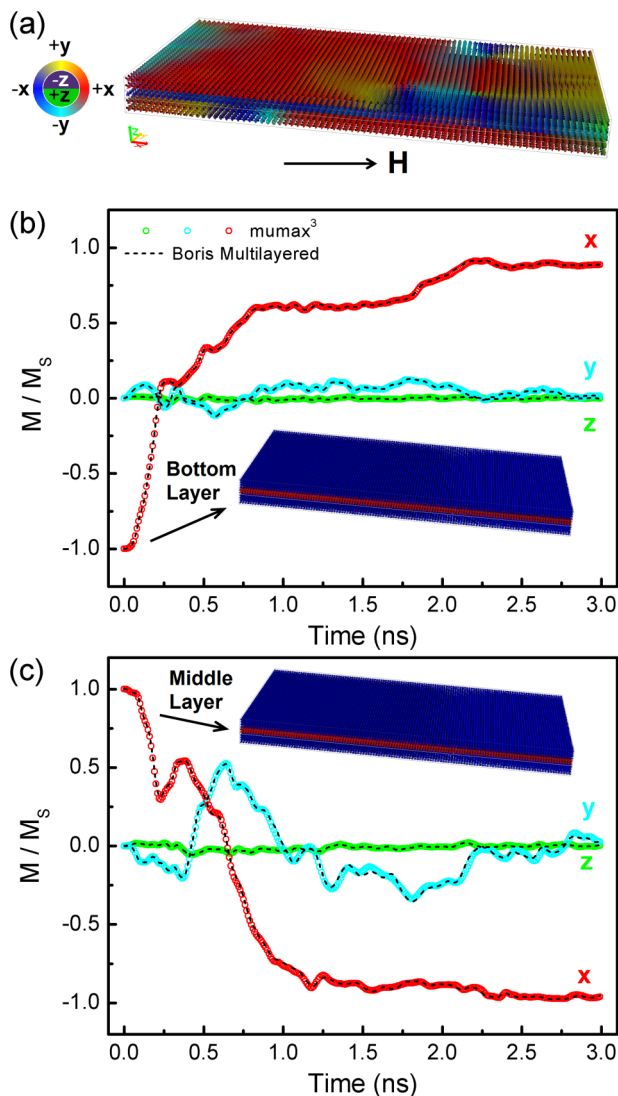 (a)
+y
-x
-z
+z
+x
-y
z
H
(b)
mumax³
Boris Multilayered
x
y
z
Bottom
Layer
M / M_S
1.0
0.5
0.0
-0.5
-1.0
0.0 0.5 1.0 1.5 2.0 2.5 3.0
Time (ns)
(c)
Middle
Layer
y
z
x
M / M_S
1.0
0.5
0.0
-0.5
-1.0
0.0 0.5 1.0 1.5 2.0 2.5 3.0
Time (ns)